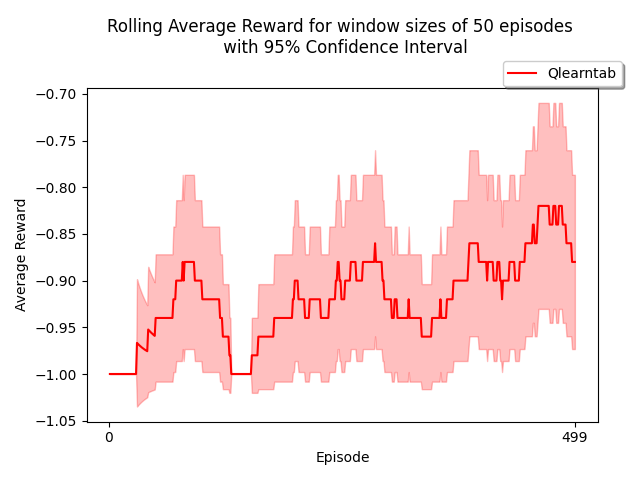 Rolling Average Reward for window sizes of 50 episodes
with 95% Confidence Interval
Qlearntab
−0.70
−0.75
−0.80
−0.85
−0.90
−0.95
−1.00
−1.05
Average Reward
0
499
Episode